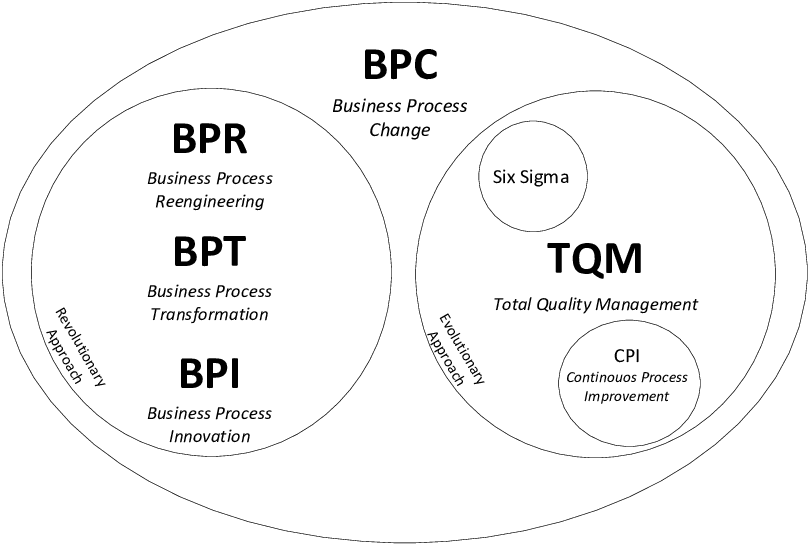 BPC
Business Process
Change
BPR
Business Process
Reengineering
BPT
Business Process
Transformation
BPI
Business Process
Innovation
Revolutionary
Approach
Six Sigma
TQM
Total Quality Management
Evolutionary
Approach
CPI
Continouos Process
Improvement